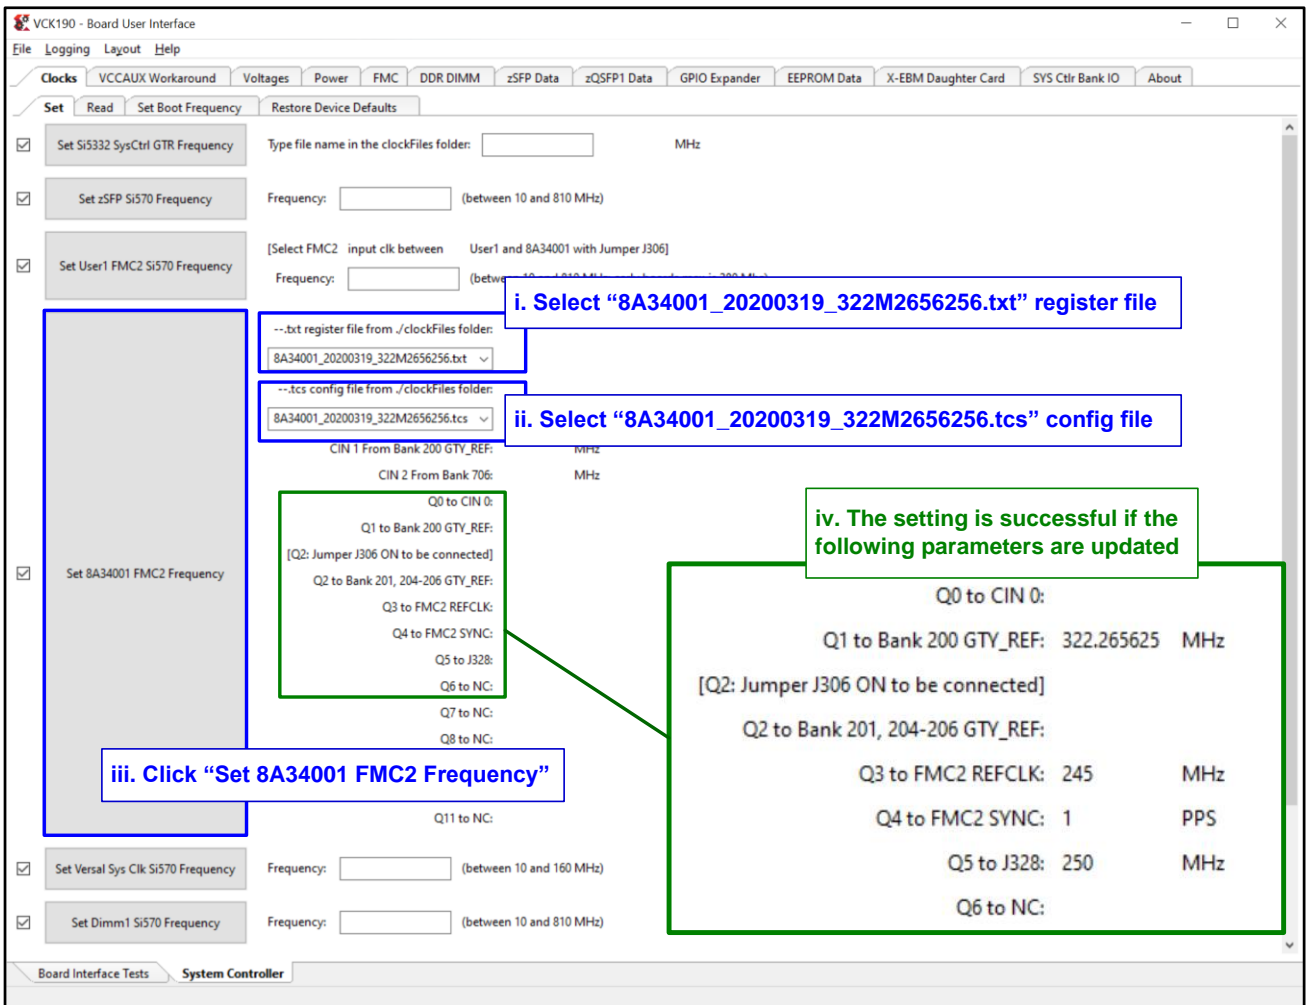 VCK190 - Board User Interface
File Logging Layout Help
Clocks VCCAUX Workaround Voltages Power FMC DDR DIMM zSFP Data zQSFP1 Data GPIO Expander EEPROM Data X-EBM Daughter Card SYS Ctlr Bank IO About
Set Read Set Boot Frequency Restore Device Defaults
Set Si5332 SysCtrl GTR Frequency Type file name in the clockFiles folder: MHz
Set zSFP Si570 Frequency Frequency: (between 10 and 810 MHz)
[Select FMC2 input clk between User1 and 8A34001 with Jumper J306]
Set User1 FMC2 Si570 Frequency
Frequency:
i. Select “8A34001_20200319_322M2656256.txt” register file
--.txt register file from ./clockFiles folder:
8A34001_20200319_322M2656256.txt
--.tcs config file from ./clockFiles folder:
8A34001_20200319_322M2656256.tcs
ii. Select “8A34001_20200319_322M2656256.tcs” config file
CIN 1 From Bank 200 GTY_REF: MHz
CIN 2 From Bank 706: MHz
Q0 to CIN 0:
Q1 to Bank 200 GTY_REF:
[Q2: Jumper J306 ON to be connected]
Set 8A34001 FMC2 Frequency
Q2 to Bank 201, 204-206 GTY_REF:
Q3 to FMC2 REFCLK:
Q4 to FMC2 SYNC:
Q5 to J328:
Q6 to NC:
Q7 to NC:
Q8 to NC:
iii. Click “Set 8A34001 FMC2 Frequency”
Q11 to NC:
iv. The setting is successful if the
following parameters are updated
Q0 to CIN 0:
Q1 to Bank 200 GTY_REF: 322.265625 MHz
[Q2: Jumper J306 ON to be connected]
Q2 to Bank 201, 204-206 GTY_REF:
Q3 to FMC2 REFCLK: 245 MHz
Q4 to FMC2 SYNC: 1 PPS
Q5 to J328: 250 MHz
Q6 to NC:
Set Versal Sys Clk Si570 Frequency Frequency: (between 10 and 160 MHz)
Set Dimm1 Si570 Frequency Frequency: (between 10 and 810 MHz)
Board Interface Tests System Controller